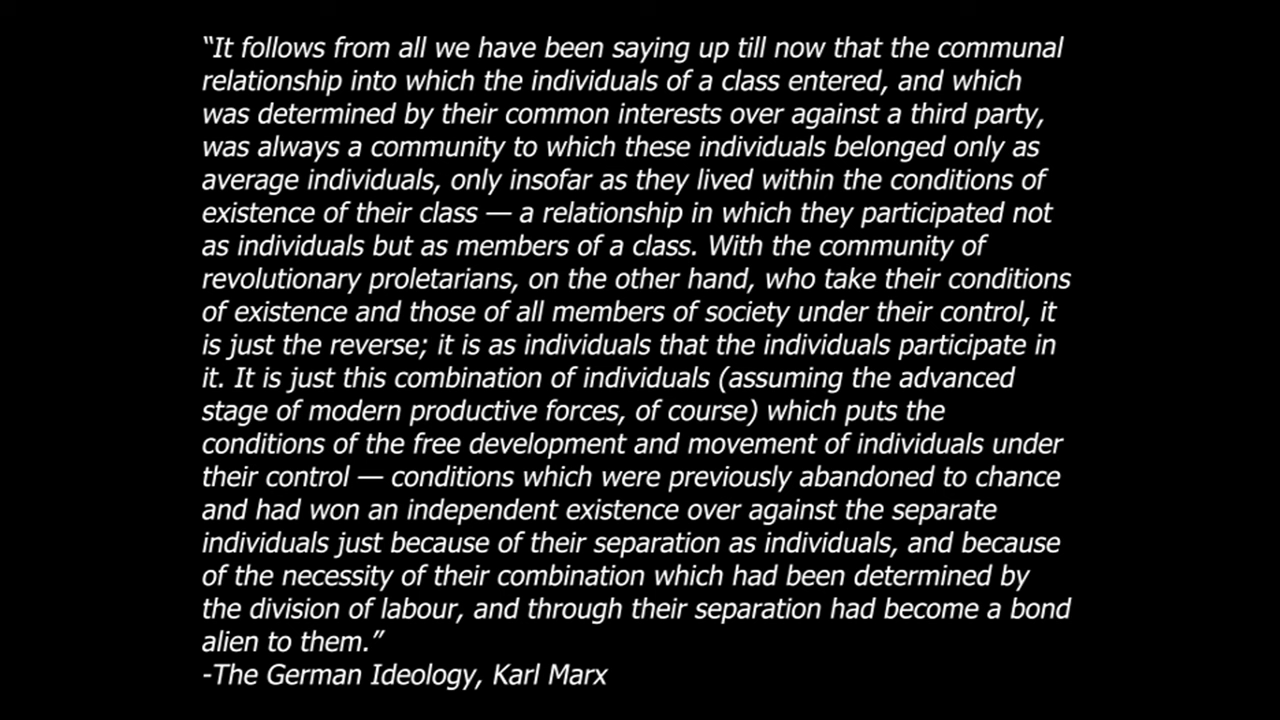 “It follows from all we have been saying up till now that the communal
relationship into which the individuals of a class entered, and which
was determined by their common interests over against a third party,
was always a community to which these individuals belonged only as
average individuals, only insofar as they lived within the conditions of
existence of their class — a relationship in which they participated not
as individuals but as members of a class. With the community of
revolutionary proletarians, on the other hand, who take their conditions
of existence and those of all members of society under their control, it
is just the reverse; it is as individuals that the individuals participate in
it. It is just this combination of individuals (assuming the advanced
stage of modern productive forces, of course) which puts the
conditions of the free development and movement of individuals under
their control — conditions which were previously abandoned to chance
and had won an independent existence over against the separate
individuals just because of their separation as individuals, and because
of the necessity of their combination which had been determined by
the division of labour, and through their separation had become a bond
alien to them.”
-The German Ideology, Karl Marx